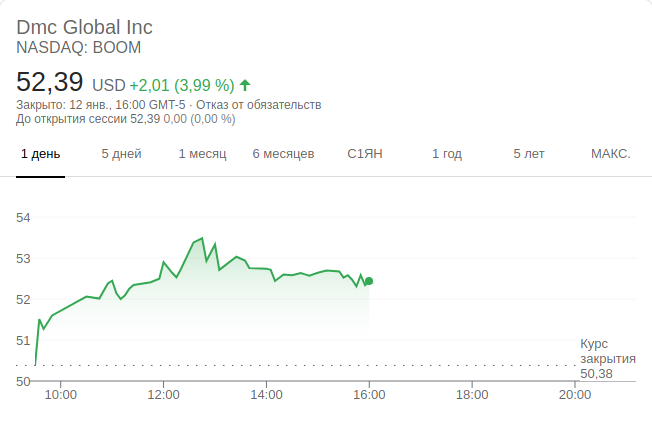 Dmc Global Inc
NASDAQ: BOOM
52,39 USD +2,01 (3,99 %)
Закрыто: 12 янв., 16:00 GMT-5 · Отказ от обязательств
До открытия сессии 52,39 0,00 (0,00 %)
1 день 5 дней 1 месяц 6 месяцев С1ЯН 1 год 5 лет МАКС.
54
53
52
51
50
Курс
закрытия
50,38
10:00 12:00 14:00 16:00 18:00 20:00